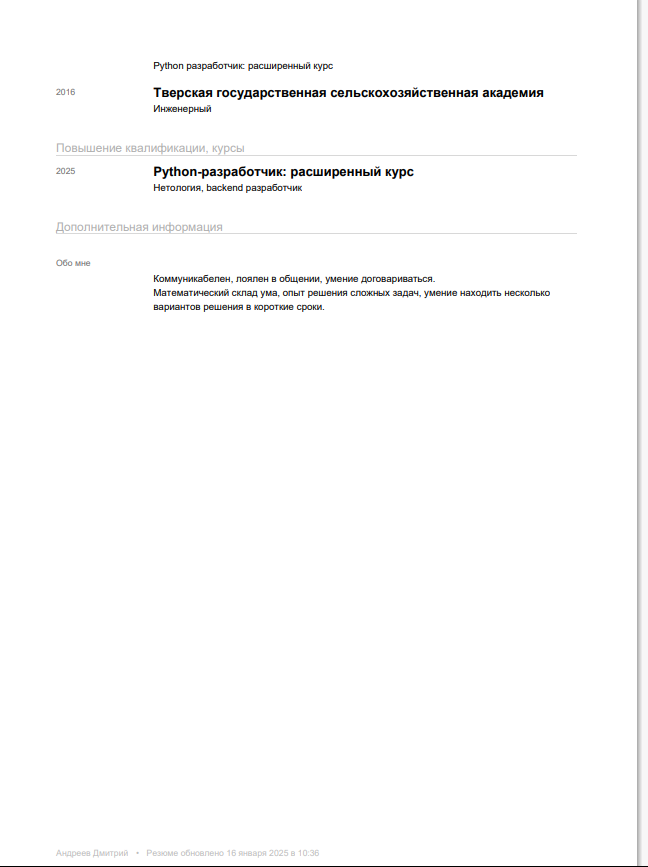 Python разработчик: расширенный курс
2016 Тверская государственная сельскохозяйственная академия
Инженерный
Повышение квалификации, курсы
2025 Python-разработчик: расширенный курс
Нетология, backend разработчик
Дополнительная информация
Обо мне
Коммуникабелен, лоялен в общении, умение договариваться.
Математический склад ума, опыт решения сложных задач, умение находить несколько
вариантов решения в короткие сроки.
Андреев Дмитрий • Резюме обновлено 16 января 2025 в 10:36